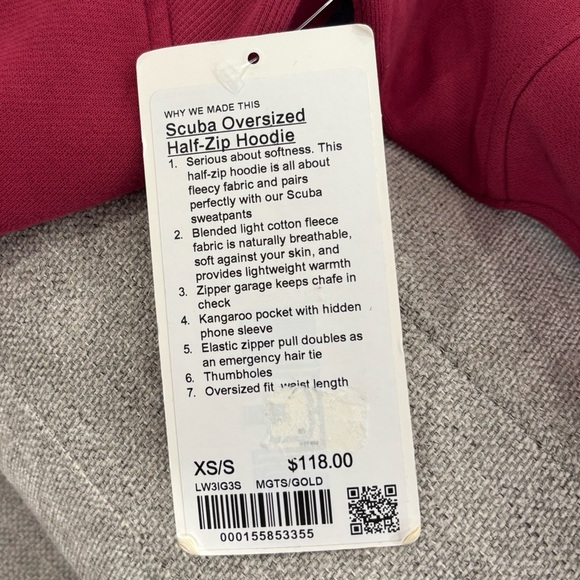 WHY WE MADE THIS
Scuba Oversized
Half-Zip Hoodie
1. Serious about softness. This
half-zip hoodie is all about
fleecy fabric and pairs
perfectly with our Scuba
sweatpants
2. Blended light cotton fleece
fabric is naturally breathable,
soft against your skin, and
provides lightweight warmth
3. Zipper garage keeps chafe in
check
4. Kangaroo pocket with hidden
phone sleeve
5. Elastic zipper pull doubles as
an emergency hair tie
6. Thumbholes
7. Oversized fit, waist length
XS/S $118.00
LW3IG3S MGTS/GOLD
000155853355